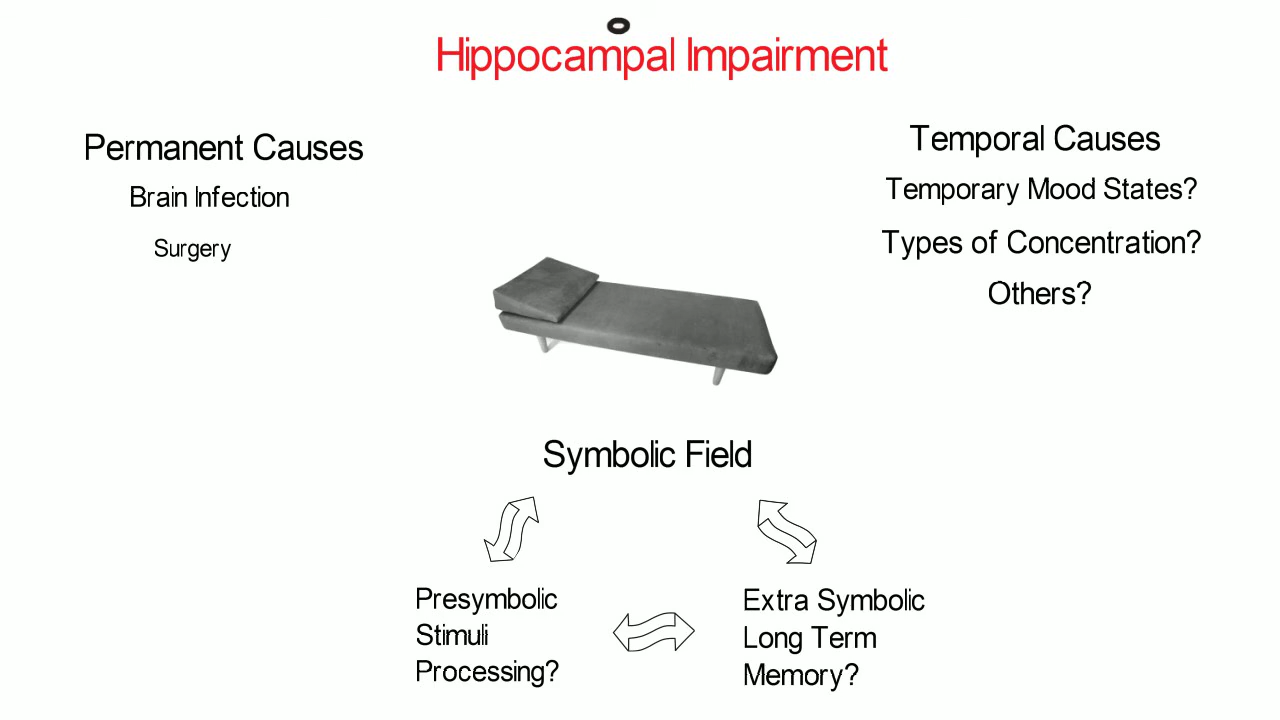 Hippocampal Impairment
Permanent Causes
Brain Infection
Surgery
Temporal Causes
Temporary Mood States?
Types of Concentration?
Others?
Symbolic Field
Presymbolic
Stimuli
Processing?
Extra Symbolic
Long Term
Memory?